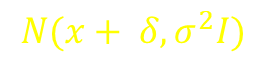 N(x + δ, σ²I)